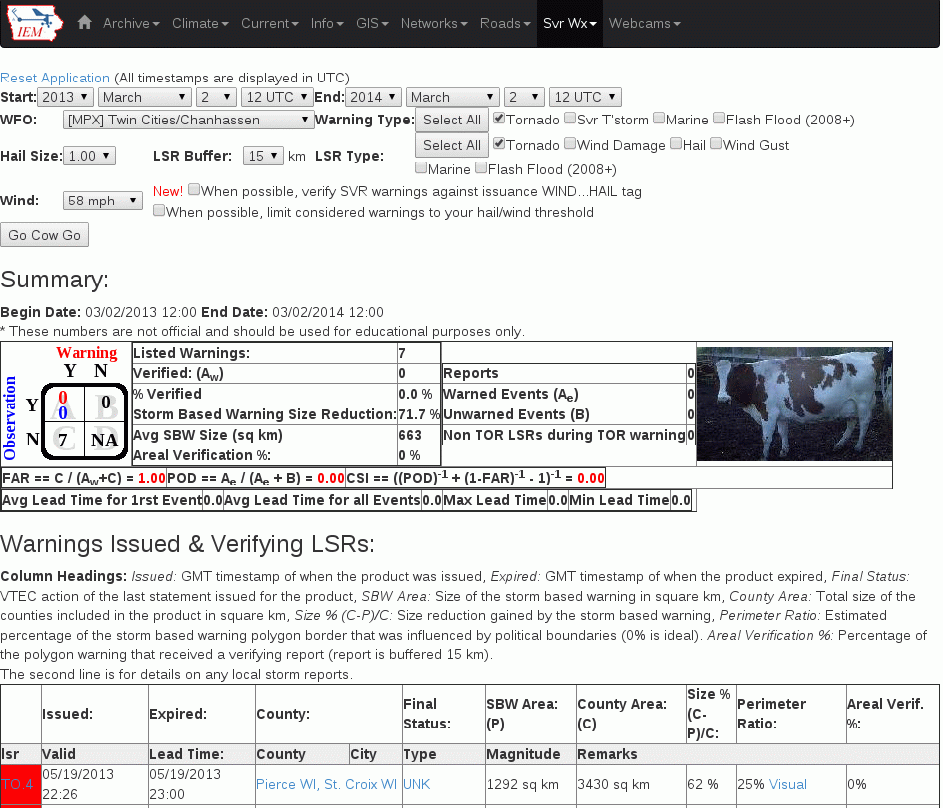 IEM Archive Climate Current Info GIS Networks Roads Svr Wx Webcams
Reset Application (All timestamps are displayed in UTC)
Start: 2013 March 2 12 UTC End: 2014 March 2 12 UTC
WFO: [MPX] Twin Cities/Chanhassen Warning Type: Select All Tornado Svr T'storm Marine Flash Flood (2008+)
Hail Size: 1.00 LSR Buffer: 15 km LSR Type: Select All Tornado Wind Damage Hail Wind Gust
Marine Flash Flood (2008+)
Wind: 58 mph New! When possible, verify SVR warnings against issuance WIND...HAIL tag
When possible, limit considered warnings to your hail/wind threshold
Go Cow Go
Summary:
Begin Date: 03/02/2013 12:00 End Date: 03/02/2014 12:00
* These numbers are not official and should be used for educational purposes only.
Warning
Y N
Observation
Y 0 0 0
A B
N 7 NA
C D
Listed Warnings: 7
Verified: (Aw) 0
% Verified 0.0 %
Storm Based Warning Size Reduction: 71.7 %
Avg SBW Size (sq km) 663
Areal Verification %: 0 %
Reports 0
Warned Events (Ae) 0
Unwarned Events (B) 0
Non TOR LSRs during TOR warning 0
FAR == C / (Aw+C) = 1.00 POD == Ae / (Ae + B) = 0.00 CSI == ((POD)-1 + (1-FAR)-1 - 1)-1 = 0.00
Avg Lead Time for 1rst Event 0.0 Avg Lead Time for all Events 0.0 Max Lead Time 0.0 Min Lead Time 0.0
Warnings Issued & Verifying LSRs:
Column Headings: Issued: GMT timestamp of when the product was issued, Expired: GMT timestamp of when the product expired, Final Status:
VTEC action of the last statement issued for the product, SBW Area: Size of the storm based warning in square km, County Area: Total size of the
counties included in the product in square km, Size % (C-P)/C: Size reduction gained by the storm based warning, Perimeter Ratio: Estimated
percentage of the storm based warning polygon border that was influenced by political boundaries (0% is ideal). Areal Verification %: Percentage of
the polygon warning that received a verifying report (report is buffered 15 km).
The second line is for details on any local storm reports.
Issued: Expired: County: Final Status: SBW Area: (P) County Area: (C) Size % (C-P)/C: Perimeter Ratio: Areal Verif. %:
lsr Valid Lead Time: County City Type Magnitude Remarks
TO.4 05/19/2013 22:26 05/19/2013 23:00 Pierce WI, St. Croix WI UNK 1292 sq km 3430 sq km 62 % 25% Visual 0%